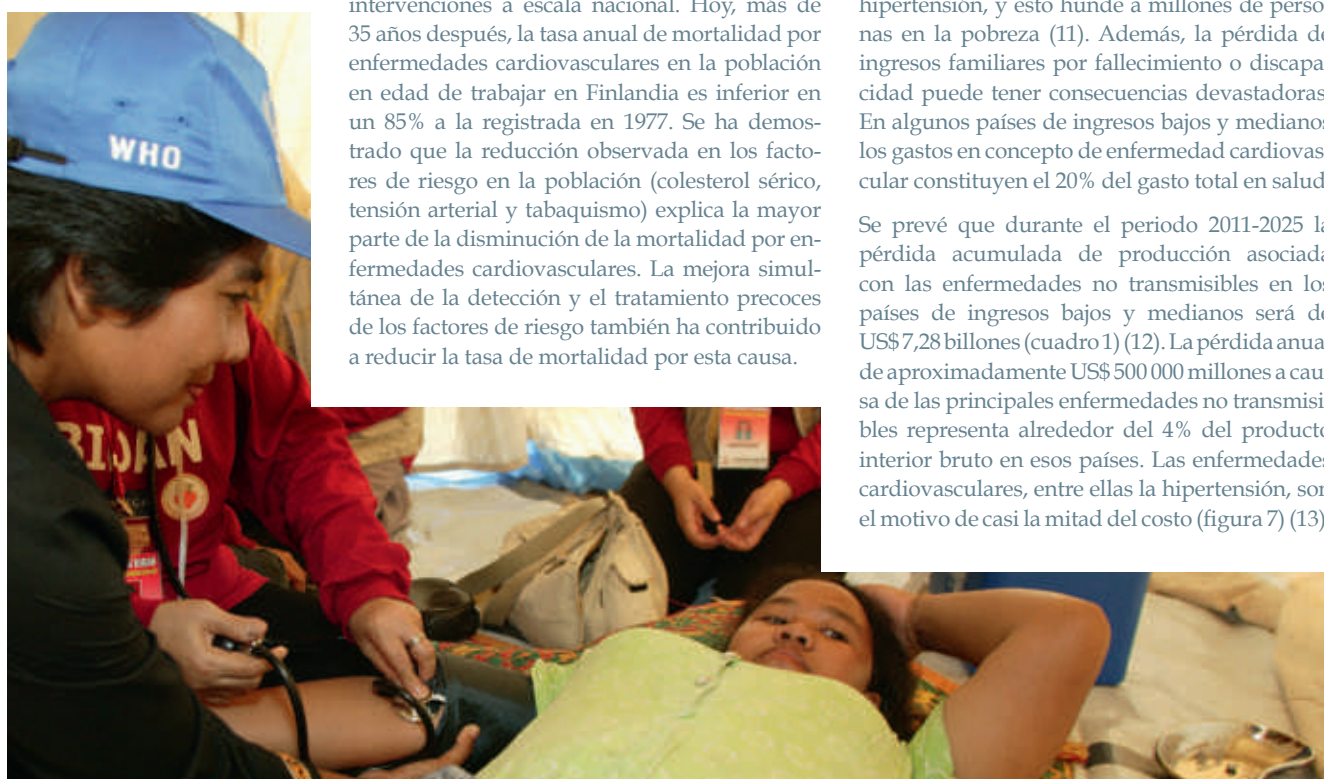 intervenciones a escala nacional. Hoy, más de
35 años después, la tasa anual de mortalidad por
enfermedades cardiovasculares en la población
en edad de trabajar en Finlandia es inferior en
un 85% a la registrada en 1977. Se ha demos-
trado que la reducción observada en los facto-
res de riesgo en la población (colesterol sérico,
tensión arterial y tabaquismo) explica la mayor
parte de la disminución de la mortalidad por en-
fermedades cardiovasculares. La mejora simul-
tánea de la detección y el tratamiento precoces
de los factores de riesgo también ha contribuido
a reducir la tasa de mortalidad por esta causa.
hipertensión, y esto hunde a millones de perso
nas en la pobreza (11). Además, la pérdida de
ingresos familiares por fallecimiento o discapa
cidad puede tener consecuencias devastadoras
En algunos países de ingresos bajos y medianos
los gastos en concepto de enfermedad cardiovas
cular constituyen el 20% del gasto total en salud
Se prevé que durante el periodo 2011-2025 la
pérdida acumulada de producción asociada
con las enfermedades no transmisibles en los
países de ingresos bajos y medianos será de
US$ 7,28 billones (cuadro 1) (12). La pérdida anua
de aproximadamente US$ 500 000 millones a cau
sa de las principales enfermedades no transmisi
bles representa alrededor del 4% del producto
interior bruto en esos países. Las enfermedades
cardiovasculares, entre ellas la hipertensión, son
el motivo de casi la mitad del costo (figura 7) (13)
WHO
BIDAN